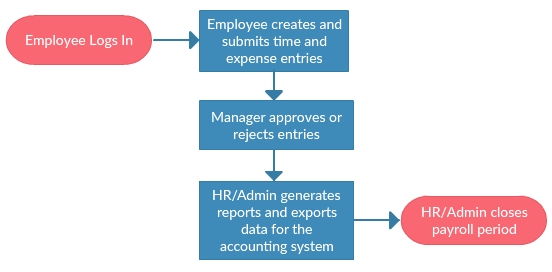 Employee Logs In
Employee creates and
submits time and
expense entries
Manager approves or
rejects entries
HR/Admin generates
reports and exports
data for the
accounting system
HR/Admin closes
payroll period